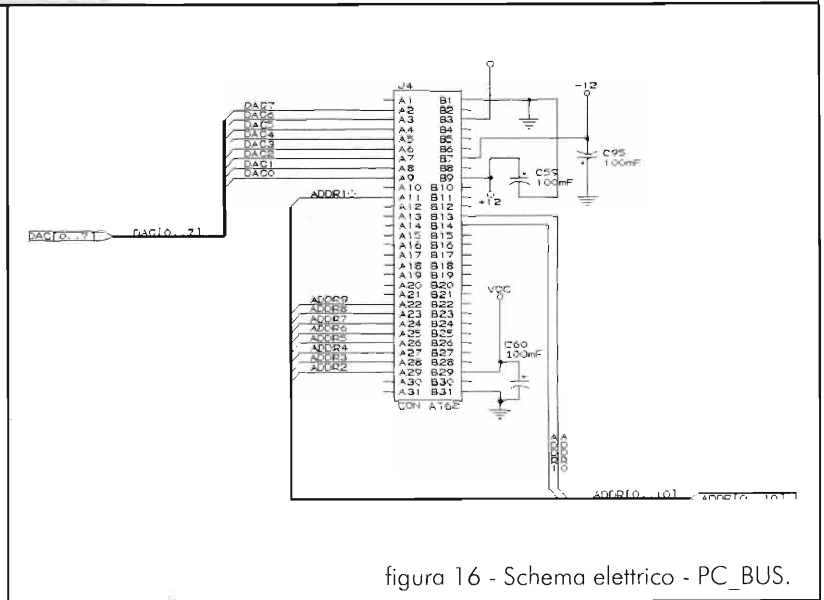 J4
A1 B1
A2 B2
A3 B3
A4 B4
A5 B5
A6 B6
A7 B7
A8 B8
A9 B9
A10 B10
A11 B11
A12 B12
A13 B13
A14 B14
A15 B15
A16 B16
A17 B17
A18 B18
A19 B19
A20 B20
A21 B21
A22 B22
A23 B23
A24 B24
A25 B25
A26 B26
A27 B27
A28 B28
A29 B29
A30 B30
A31 B31
CON AT62
DAC7
DAC6
DAC5
DAC4
DAC3
DAC2
DAC1
DAC0
DAC[0..7]
DAC[0..7]
ADDR9
ADDR8
ADDR7
ADDR6
ADDR5
ADDR4
ADDR3
ADDR2
-12
C95
100mF
C59
100mF
+12
VCC
C60
100mF
ADDR1
ADDR0
ADDR[0..10]
ADDR[0..10]
figura 16 - Schema elettrico - PC_BUS.